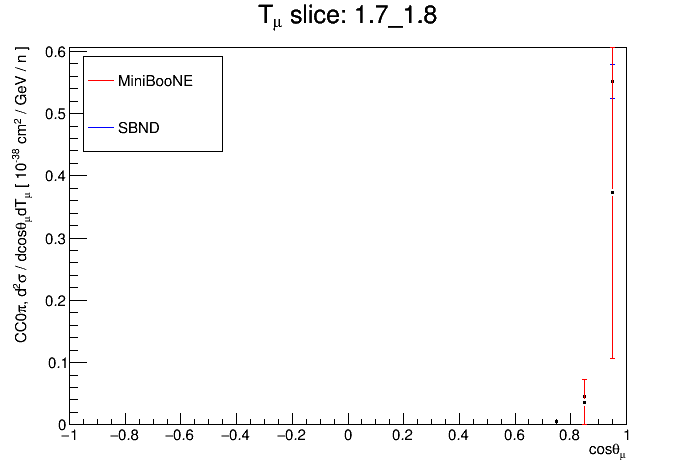 Tμ slice: 1.7_1.8
CC0π, d²σ / dcosθμdTμ [ 10⁻³⁸ cm² / GeV / n ]
0.6
0.5
0.4
0.3
0.2
0.1
0
MiniBooNE
SBND
−1 −0.8 −0.6 −0.4 −0.2 0 0.2 0.4 0.6 0.8 1
cosθμ